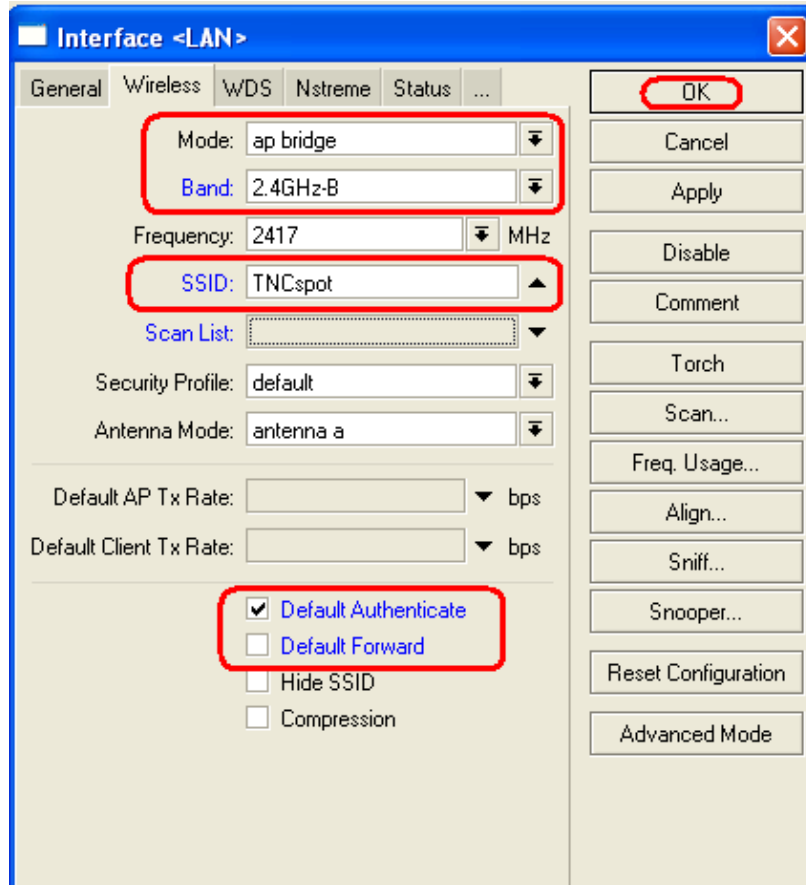 Interface <LAN>
General Wireless WDS Nstreme Status ...
Mode: ap bridge
Band: 2.4GHz-B
Frequency: 2417 MHz
SSID: TNCspot
Scan List:
Security Profile: default
Antenna Mode: antenna a
Default AP Tx Rate: bps
Default Client Tx Rate: bps
Default Authenticate
Default Forward
Hide SSID
Compression
OK
Cancel
Apply
Disable
Comment
Torch
Scan...
Freq. Usage...
Align...
Sniff...
Snooper...
Reset Configuration
Advanced Mode